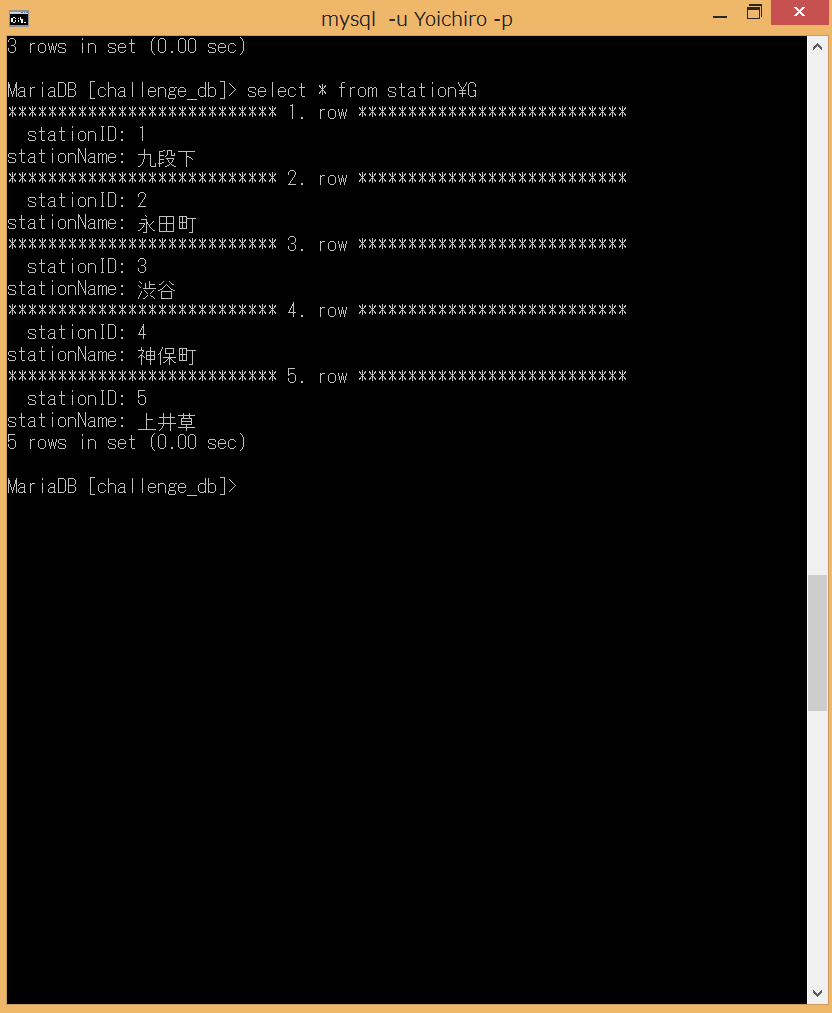 mysql -u Yoichiro -p
3 rows in set (0.00 sec)
MariaDB [challenge_db]> select * from station¥G
*************************** 1. row ***************************
stationID: 1
stationName: 九段下
*************************** 2. row ***************************
stationID: 2
stationName: 永田町
*************************** 3. row ***************************
stationID: 3
stationName: 渋谷
*************************** 4. row ***************************
stationID: 4
stationName: 神保町
*************************** 5. row ***************************
stationID: 5
stationName: 上井草
5 rows in set (0.00 sec)
MariaDB [challenge_db]>